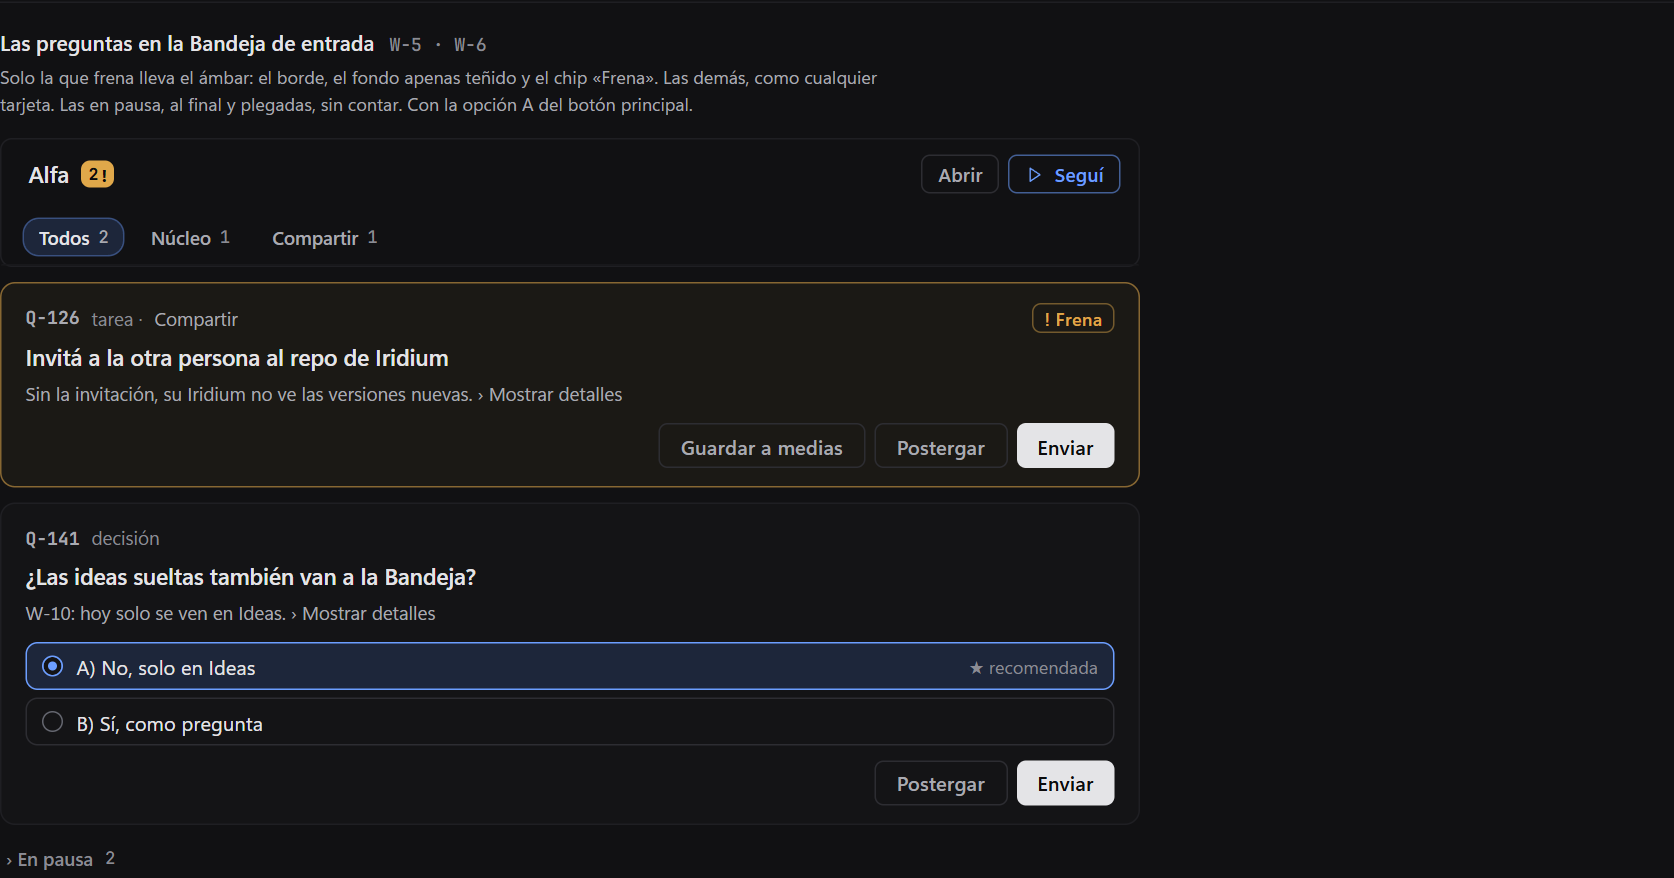 Las preguntas en la Bandeja de entrada W-5 · W-6
Solo la que frena lleva el ámbar: el borde, el fondo apenas teñido y el chip «Frena». Las demás, como cualquier
tarjeta. Las en pausa, al final y plegadas, sin contar. Con la opción A del botón principal.
Alfa 2! Abrir Seguí
Todos 2 Núcleo 1 Compartir 1
Q-126 tarea · Compartir ! Frena
Invitá a la otra persona al repo de Iridium
Sin la invitación, su Iridium no ve las versiones nuevas. › Mostrar detalles
Guardar a medias Postergar Enviar
Q-141 decisión
¿Las ideas sueltas también van a la Bandeja?
W-10: hoy solo se ven en Ideas. › Mostrar detalles
A) No, solo en Ideas ★ recomendada
B) Sí, como pregunta
Postergar Enviar
› En pausa 2